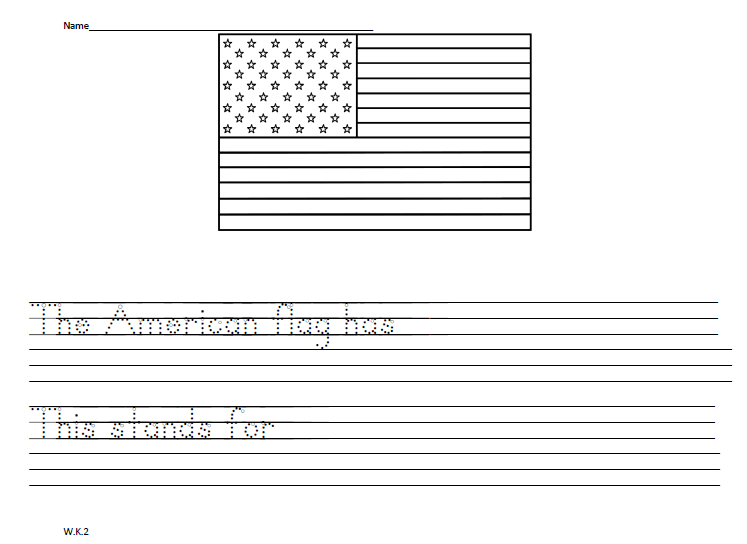 Name
The American flag has
This stands for
W.K.2